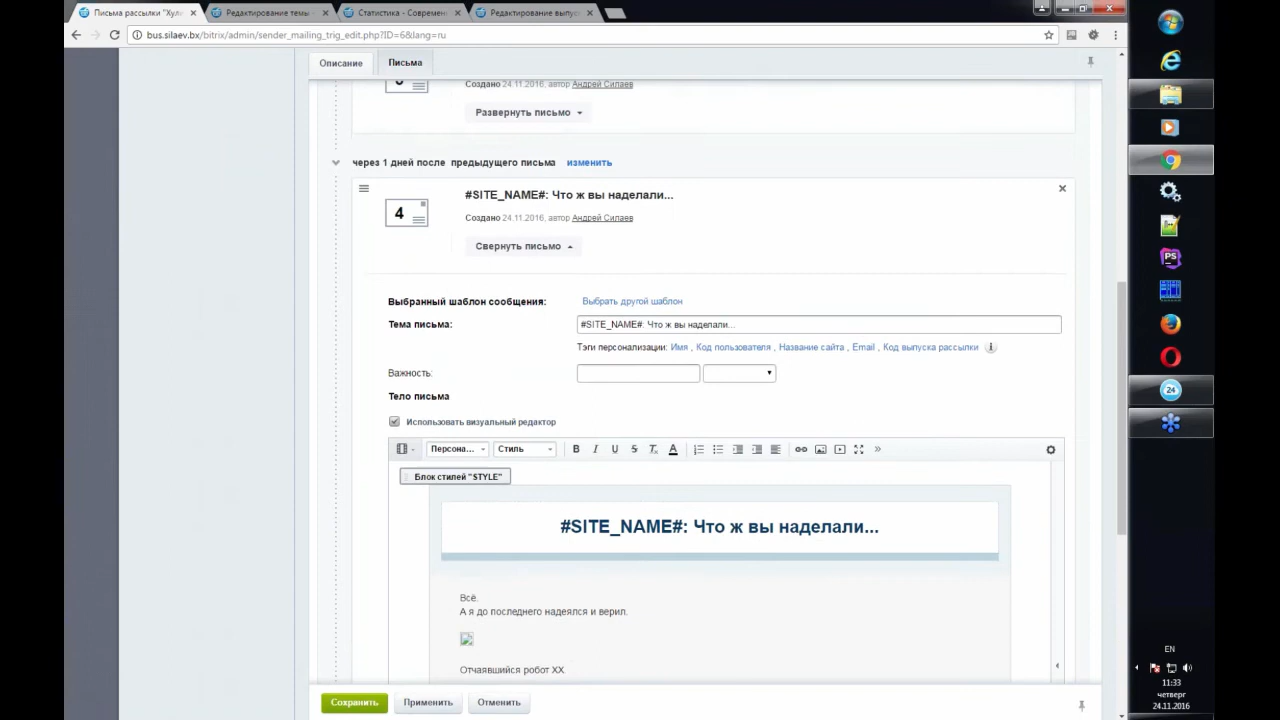 Письма рассылки "Хули
Редактирование темы
Статистика - Современ
Редактирование выпус
bus.silaev.bx/bitrix/admin/sender_mailing_trig_edit.php?ID=6&lang=ru
Описание
Письма
Создано 24.11.2016, автор Андрей Силаев
Развернуть письмо
через 1 дней после предыдущего письма изменить
#SITE_NAME#: Что ж вы наделали...
4
Создано 24.11.2016, автор Андрей Силаев
Свернуть письмо
Выбранный шаблон сообщения: Выбрать другой шаблон
Тема письма: #SITE_NAME#: Что ж вы наделали...
Тэги персонализации: Имя , Код пользователя , Название сайта , Email , Код выпуска рассылки
Важность:
Тело письма
Использовать визуальный редактор
Персона... Стиль B I U S T A
Блок стилей "STYLE"
#SITE_NAME#: Что ж вы наделали...
Всё.
А я до последнего надеялся и верил.
Отчаявшийся робот XX.
Сохранить Применить Отменить
PS
24
EN
11:33
четверг
24.11.2016